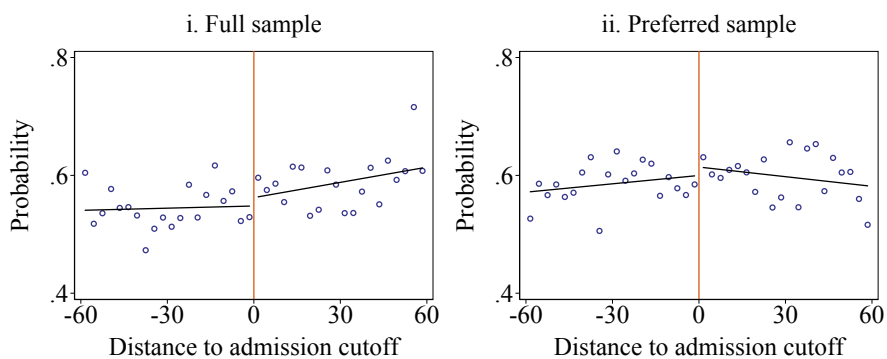 i. Full sample
.8
.6
.4
Probability
-60 -30 0 30 60
Distance to admission cutoff
ii. Preferred sample
.8
.6
.4
Probability
-60 -30 0 30 60
Distance to admission cutoff